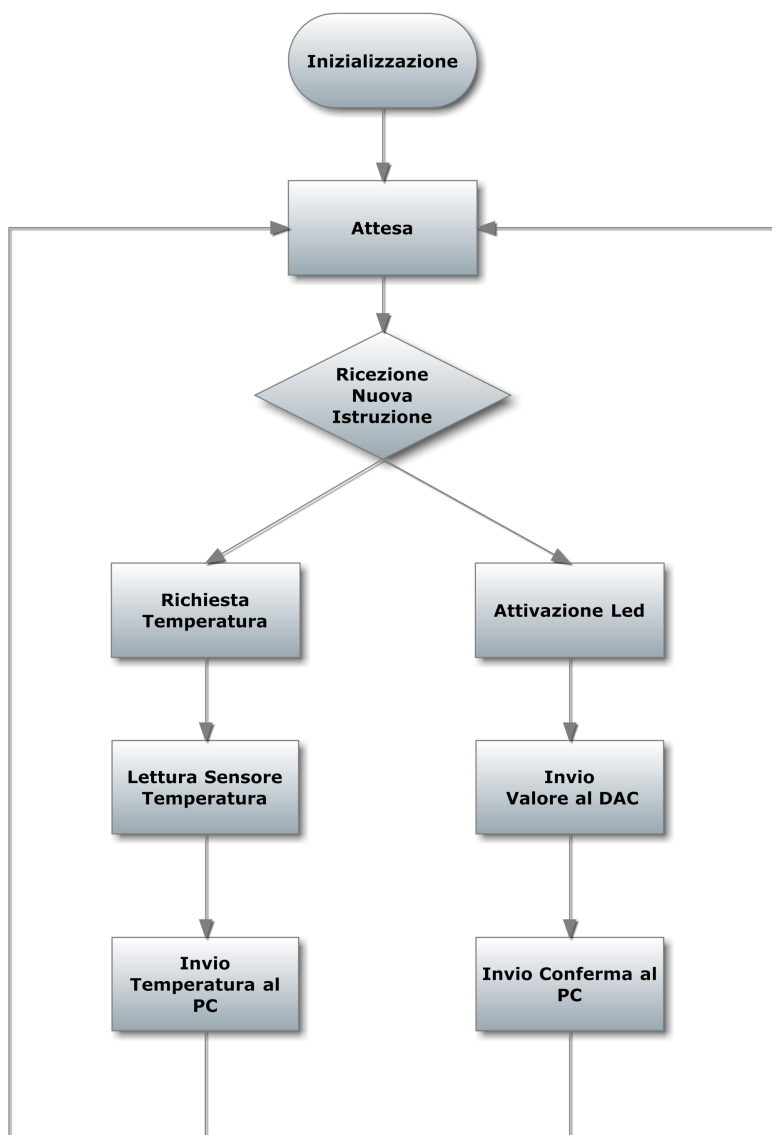 Inizializzazione
Attesa
Ricezione
Nuova
Istruzione
Richiesta
Temperatura
Attivazione Led
Lettura Sensore
Temperatura
Invio
Valore al DAC
Invio
Temperatura al
PC
Invio Conferma al
PC